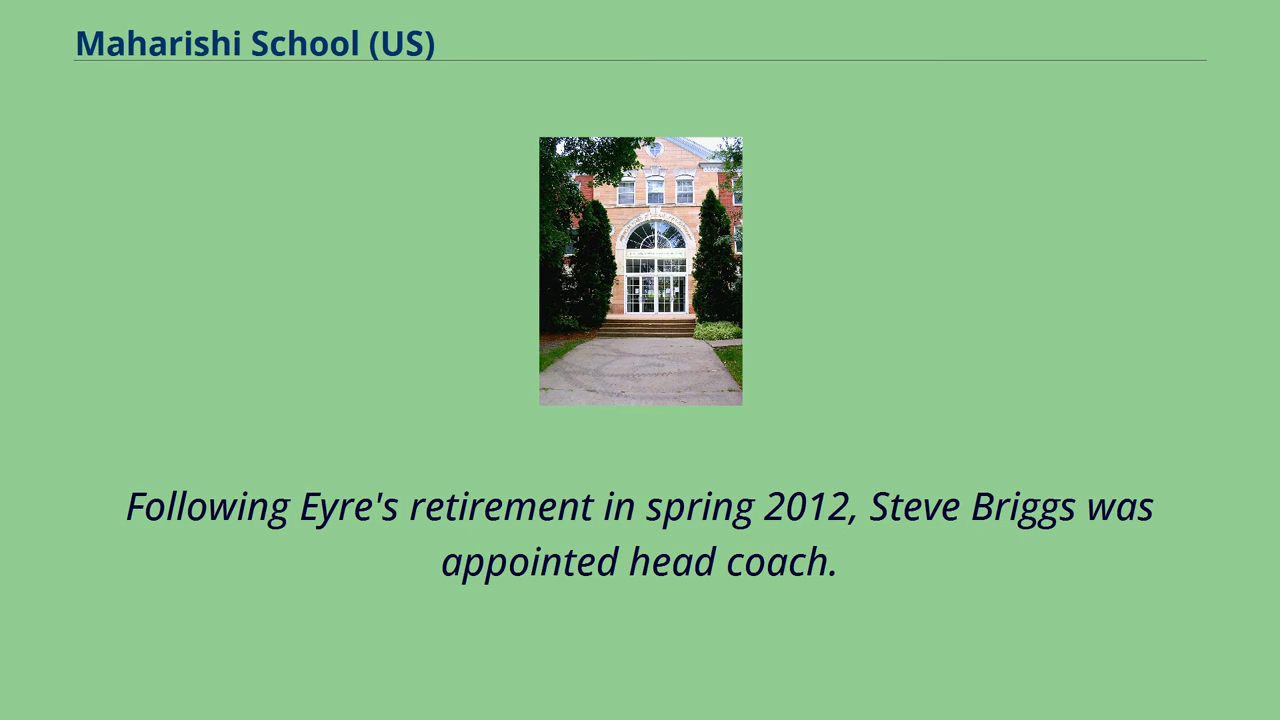 Maharishi School (US)
Following Eyre's retirement in spring 2012, Steve Briggs was
appointed head coach.